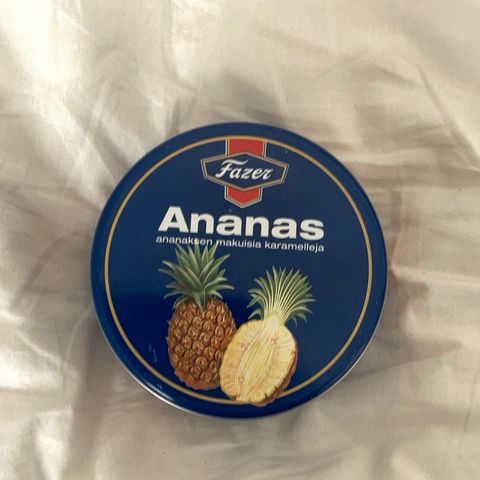 Fazer
Ananas
ananaksen makuisia karamelleja